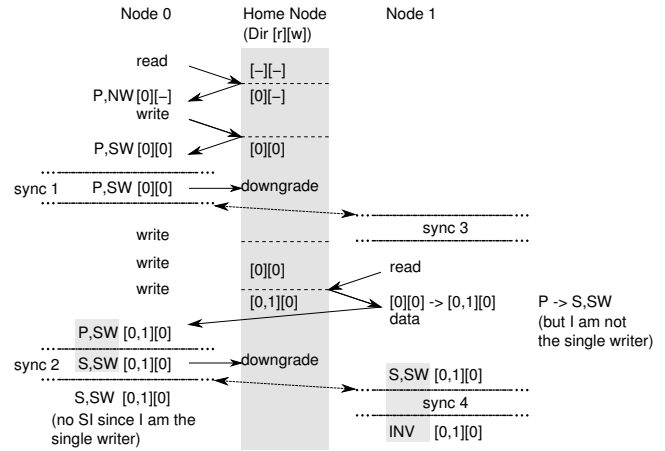 Node 0 Home Node Node 1
(Dir [r][w])
read
[–][–]
P,NW [0][–] [0][–]
write
P,SW [0][0] [0][0]
sync 1 P,SW [0][0] downgrade
sync 3
write
write [0][0] read
write [0,1][0] [0][0] -> [0,1][0] P -> S,SW
data (but I am not
P,SW [0,1][0] the single writer)
sync 2 S,SW [0,1][0] downgrade
S,SW [0,1][0]
S,SW [0,1][0] sync 4
(no SI since I am the
single writer) INV [0,1][0]